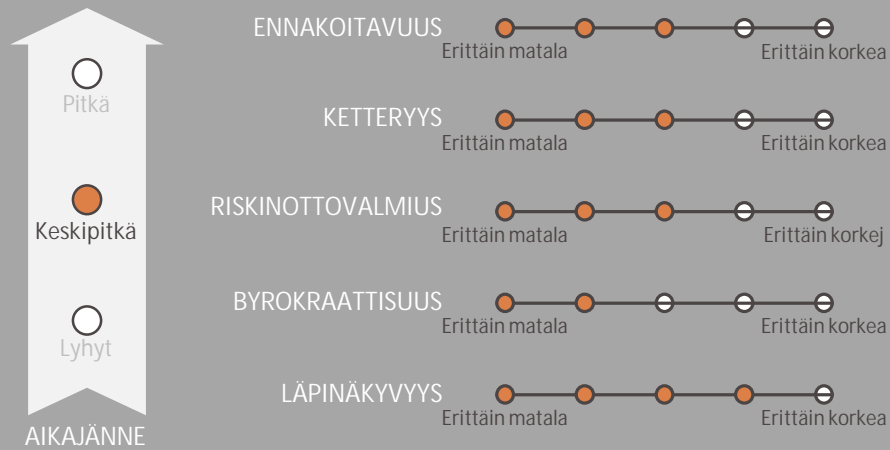 Pitkä
Keskipitkä
Lyhyt
AIKAJÄNNE
ENNAKOITAVUUS
Erittäin matala Erittäin korkea
KETTERYYS
Erittäin matala Erittäin korkea
RISKINOTTOVALMIUS
Erittäin matala Erittäin korkej
BYROKRAATTISUUS
Erittäin matala Erittäin korkea
LÄPINÄKYVYYS
Erittäin matala Erittäin korkea